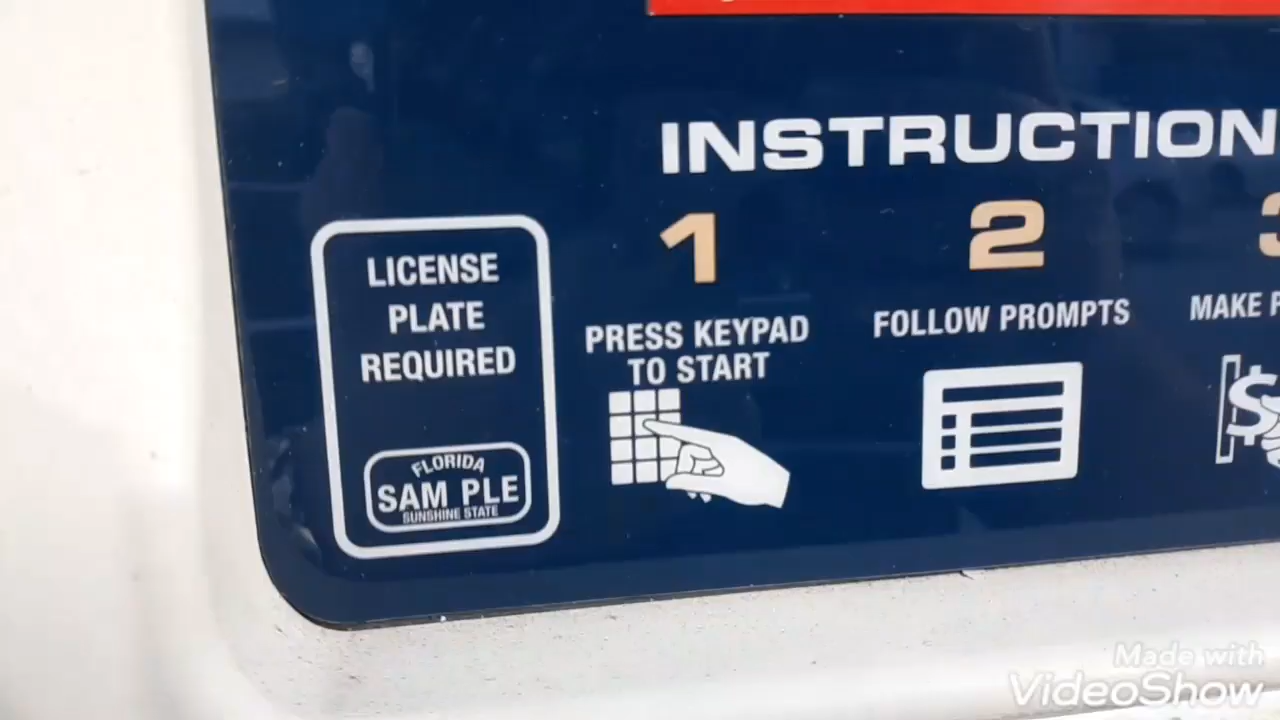 INSTRUCTION
1
2
3
LICENSE
PLATE
REQUIRED
FLORIDA
SAM PLE
SUNSHINE STATE
PRESS KEYPAD
TO START
FOLLOW PROMPTS
MAKE
$
Made with
VideoShow